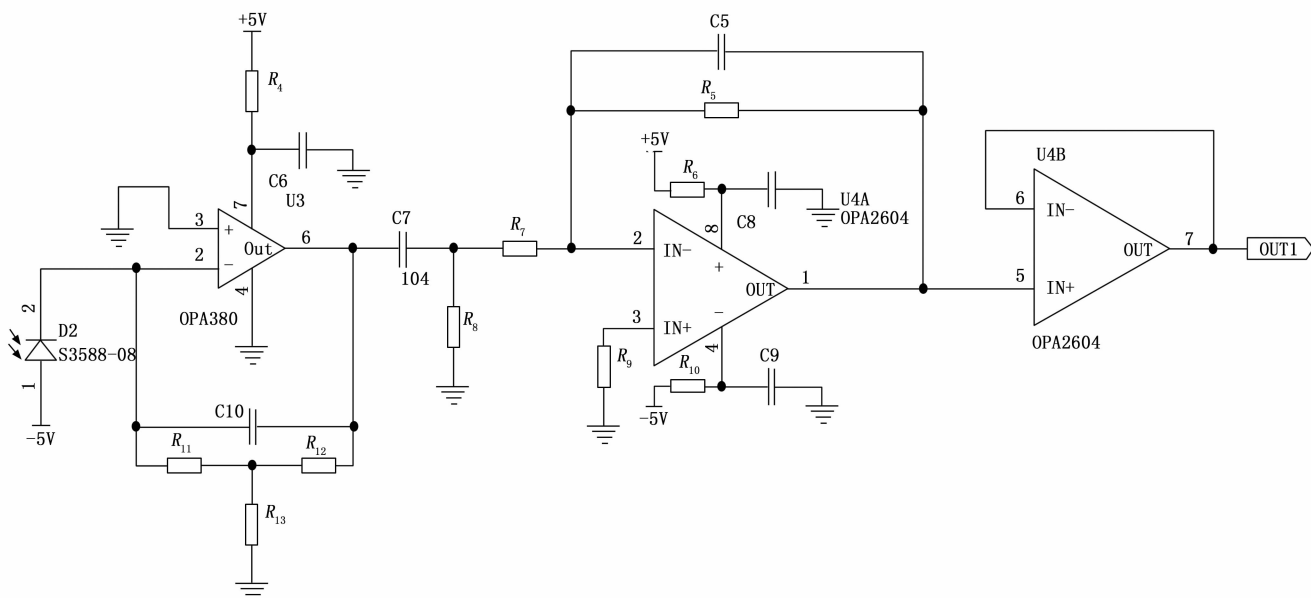 +5V
R4
C6
U3
7
3
+
Out
6
2
−
4
OPA380
2
D2
S3588-08
1
−5V
C10
R11
R12
R13
C7
104
R8
R7
C5
R5
+5V
R6
C8
U4A
OPA2604
8
2
IN−
+
OUT
1
3
IN+
−
4
R9
R10
−5V
C9
U4B
6
IN−
OUT
7
OUT1
5
IN+
OPA2604